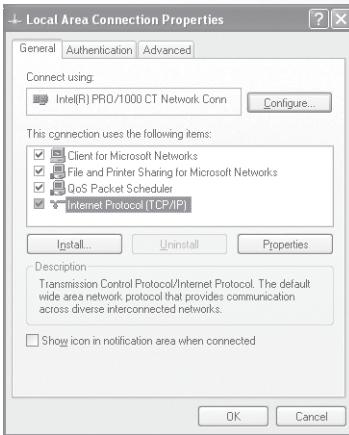 Local Area Connection Properties
General Authentication Advanced
Connect using:
Intel(R) PRO/1000 CT Network Conn Configure...
This connection uses the following items:
Client for Microsoft Networks
File and Printer Sharing for Microsoft Networks
QoS Packet Scheduler
Internet Protocol (TCP/IP)
Install... Uninstall Properties
Description
Transmission Control Protocol/Internet Protocol. The default
wide area network protocol that provides communication
across diverse interconnected networks.
Show icon in notification area when connected
OK Cancel